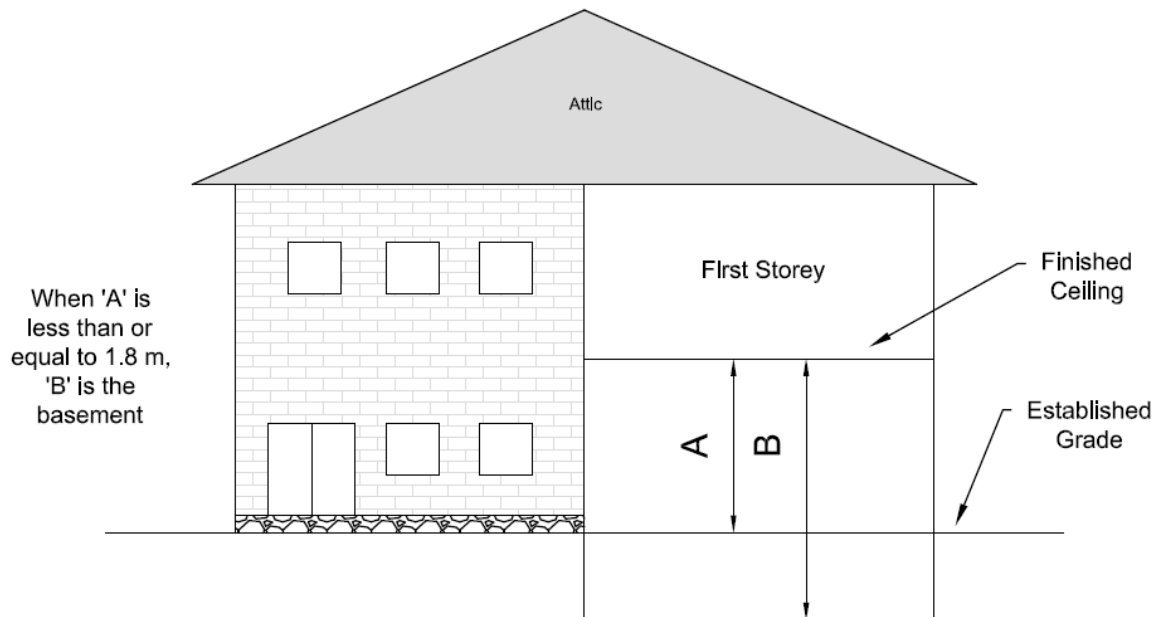 Attic
First Storey
Finished
Ceiling
When 'A' is
less than or
equal to 1.8 m,
'B' is the
basement
A
B
Established
Grade